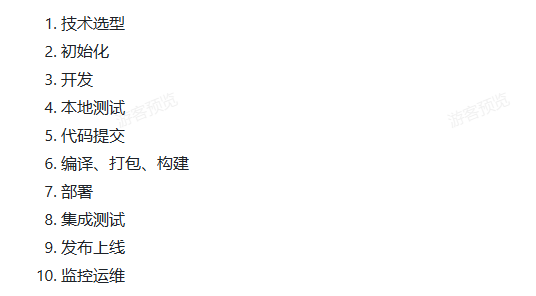 1. 技术选型
2. 初始化
3. 开发
4. 本地测试
游客预览
游客预览
5. 代码提交
6. 编译、打包、构建
7. 部署
8. 集成测试
9. 发布上线
10. 监控运维